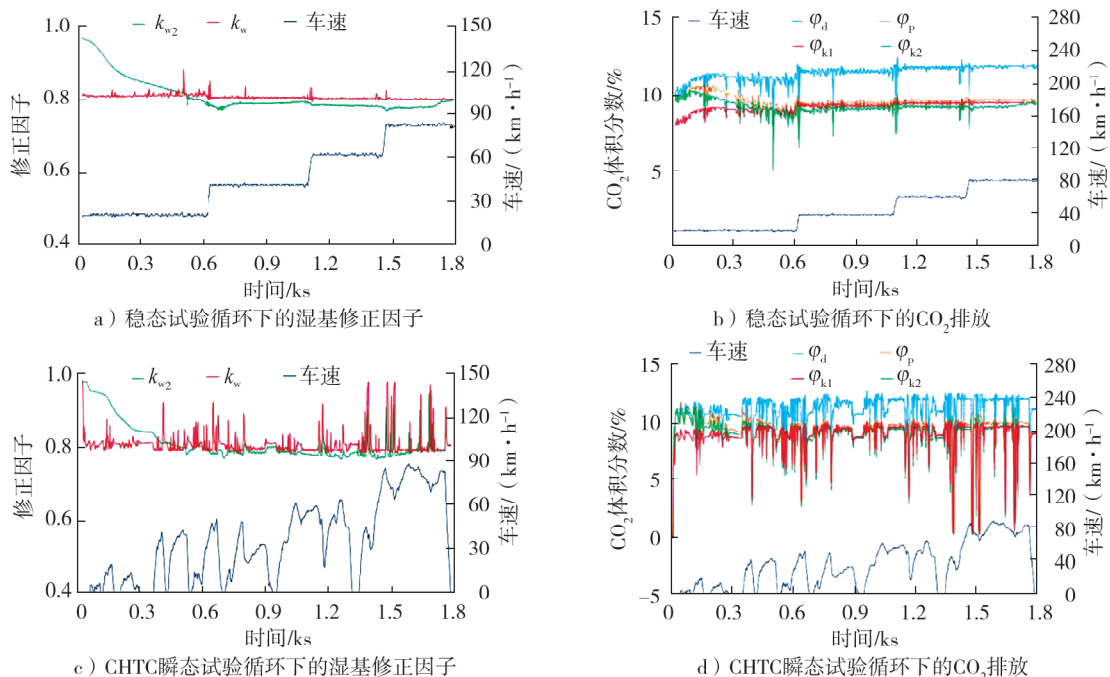 k_w2 k_w 车速
1.0
0.8
0.6
0.4
修正因子
150
120
90
60
30
0
车速/（km·h⁻¹）
0 0.3 0.6 0.9 1.2 1.5 1.8
时间/ks
a）稳态试验循环下的湿基修正因子
车速 φ_d φ_p
φ_k1 φ_k2
15
10
5
CO₂体积分数/%
280
240
200
160
120
80
40
0
车速/（km·h⁻¹）
0 0.3 0.6 0.9 1.2 1.5 1.8
时间/ks
b）稳态试验循环下的CO₂排放
k_w2 k_w 车速
1.0
0.8
0.6
0.4
修正因子
150
120
90
60
30
0
车速/（km·h⁻¹）
0 0.3 0.6 0.9 1.2 1.5 1.8
时间/ks
c）CHTC瞬态试验循环下的湿基修正因子
车速 φ_d φ_p
φ_k1 φ_k2
15
10
5
0
−5
CO₂体积分数/%
280
240
200
160
120
80
40
0
车速/（km·h⁻¹）
0 0.3 0.6 0.9 1.2 1.5 1.8
时间/ks
d）CHTC瞬态试验循环下的CO₂排放